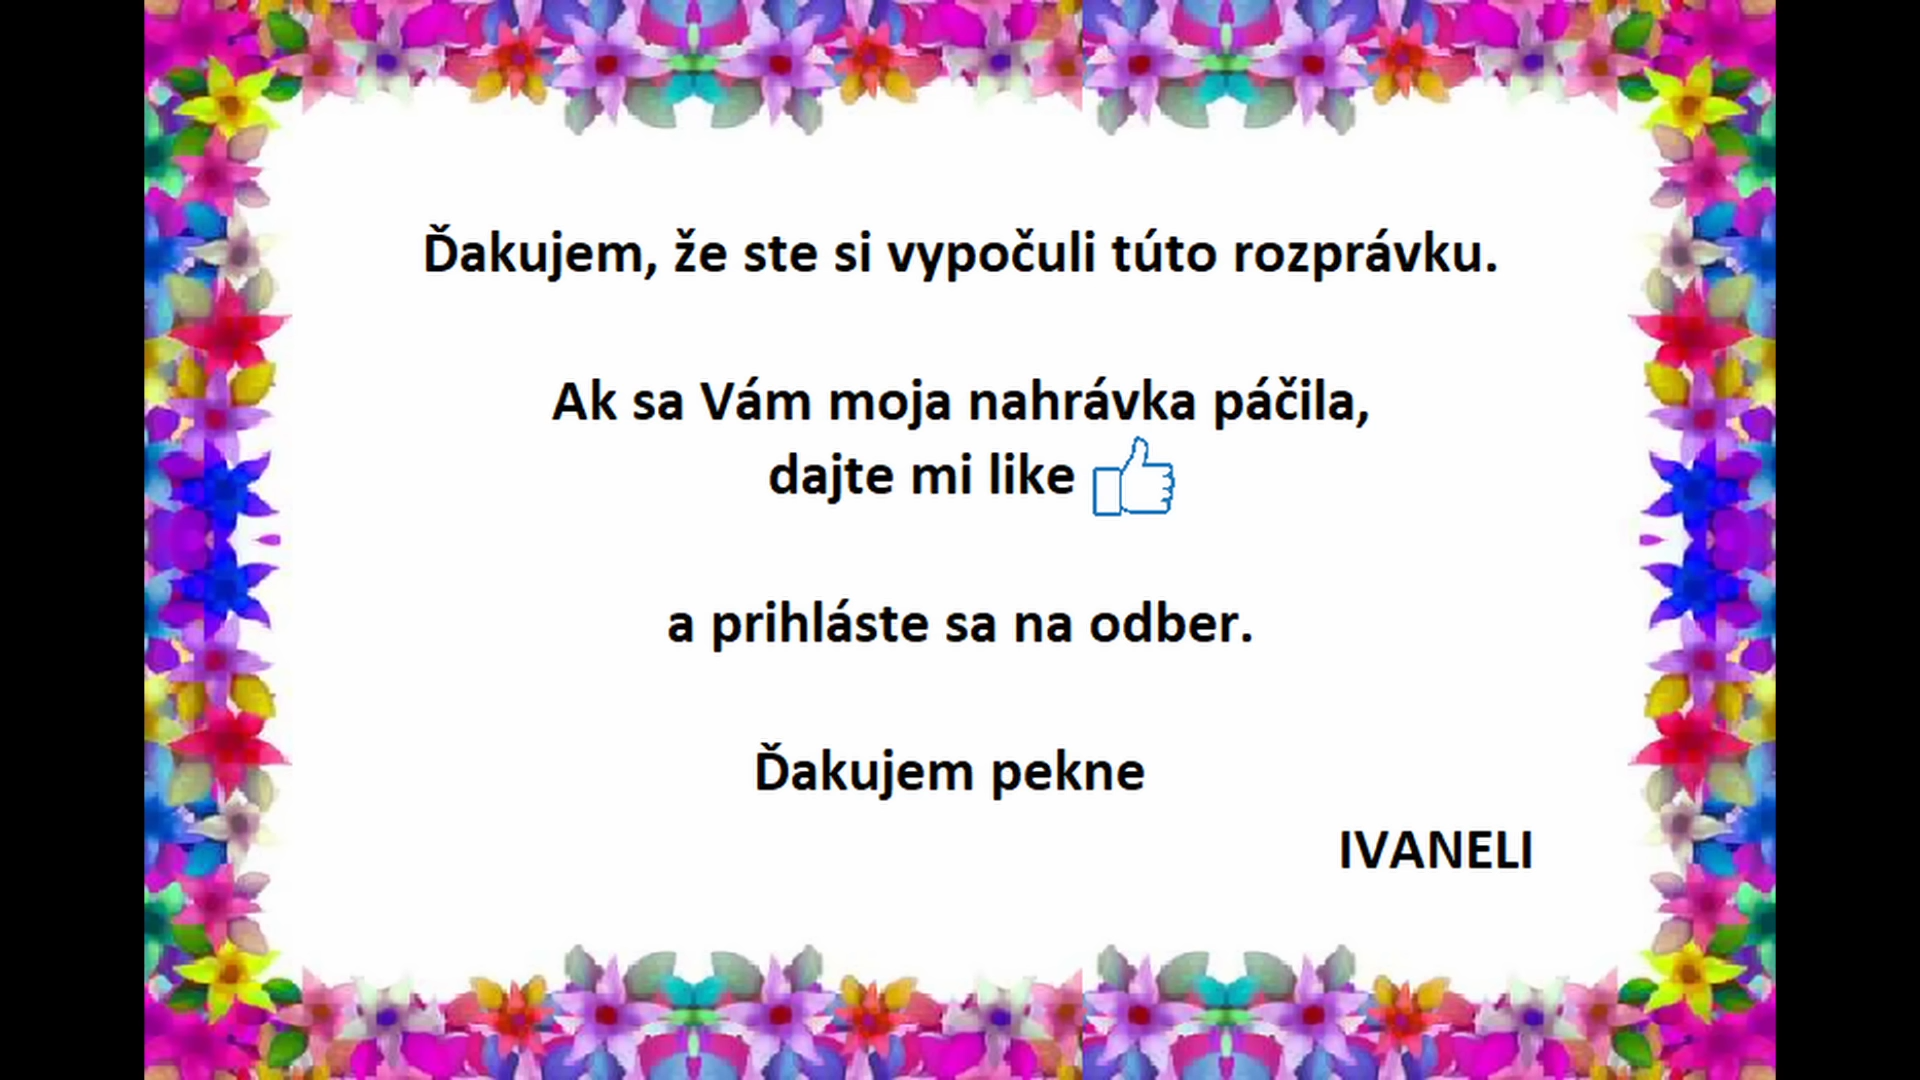 Ďakujem, že ste si vypočuli túto rozprávku.
Ak sa Vám moja nahrávka páčila,
dajte mi like
a prihláste sa na odber.
Ďakujem pekne
IVANELI